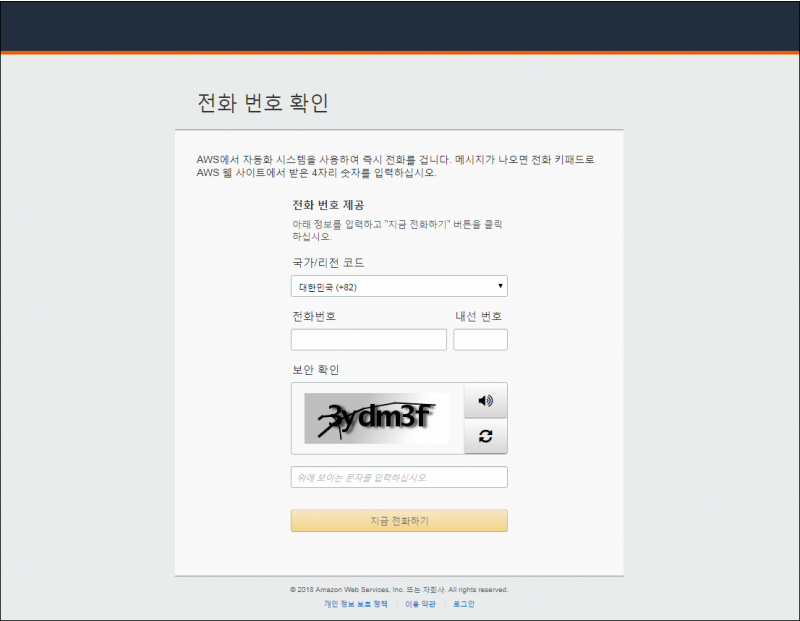 전화 번호 확인
AWS에서 자동화 시스템을 사용하여 즉시 전화를 겁니다. 메시지가 나오면 전화 키패드로
AWS 웹 사이트에서 받은 4자리 숫자를 입력하십시오.
전화 번호 제공
아래 정보를 입력하고 "지금 전화하기" 버튼을 클릭
하십시오.
국가/리전 코드
대한민국 (+82)
전화번호 내선 번호
보안 확인
3ydm3f
위에 보이는 문자를 입력하십시오
지금 전화하기
© 2018 Amazon Web Services, Inc. 또는 자회사. All rights reserved.
개인 정보 보호 정책 | 이용 약관 | 로그인